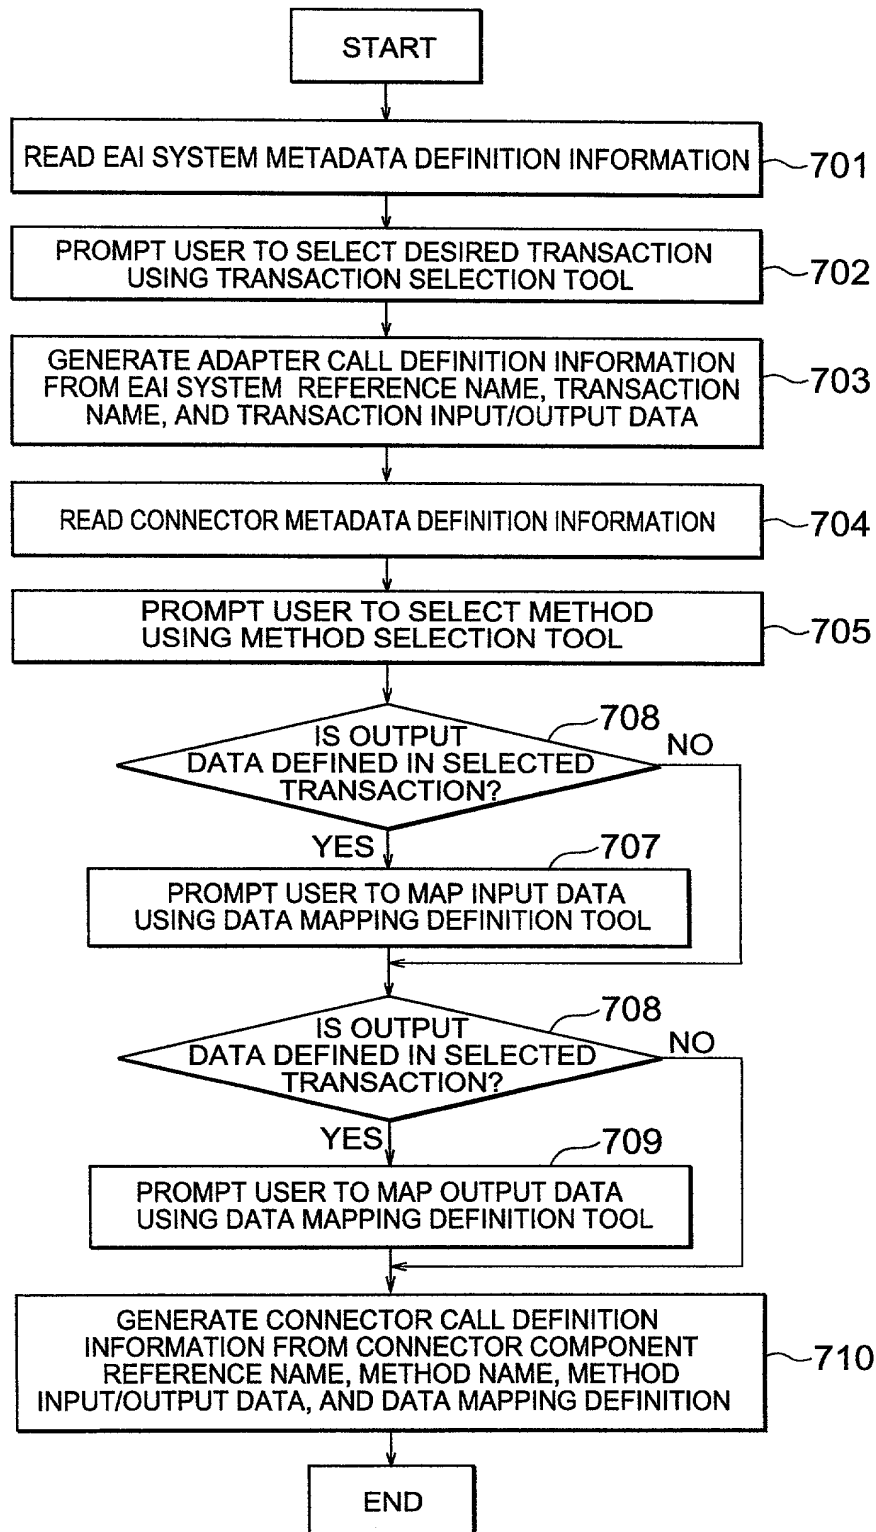 START
READ EAI SYSTEM METADATA DEFINITION INFORMATION
701
PROMPT USER TO SELECT DESIRED TRANSACTION
USING TRANSACTION SELECTION TOOL
702
GENERATE ADAPTER CALL DEFINITION INFORMATION
FROM EAI SYSTEM REFERENCE NAME, TRANSACTION
NAME, AND TRANSACTION INPUT/OUTPUT DATA
703
READ CONNECTOR METADATA DEFINITION INFORMATION
704
PROMPT USER TO SELECT METHOD
USING METHOD SELECTION TOOL
705
708
IS OUTPUT
DATA DEFINED IN SELECTED
TRANSACTION?
NO
YES
707
PROMPT USER TO MAP INPUT DATA
USING DATA MAPPING DEFINITION TOOL
708
IS OUTPUT
DATA DEFINED IN SELECTED
TRANSACTION?
NO
YES
709
PROMPT USER TO MAP OUTPUT DATA
USING DATA MAPPING DEFINITION TOOL
GENERATE CONNECTOR CALL DEFINITION
INFORMATION FROM CONNECTOR COMPONENT
REFERENCE NAME, METHOD NAME, METHOD
INPUT/OUTPUT DATA, AND DATA MAPPING DEFINITION
710
END